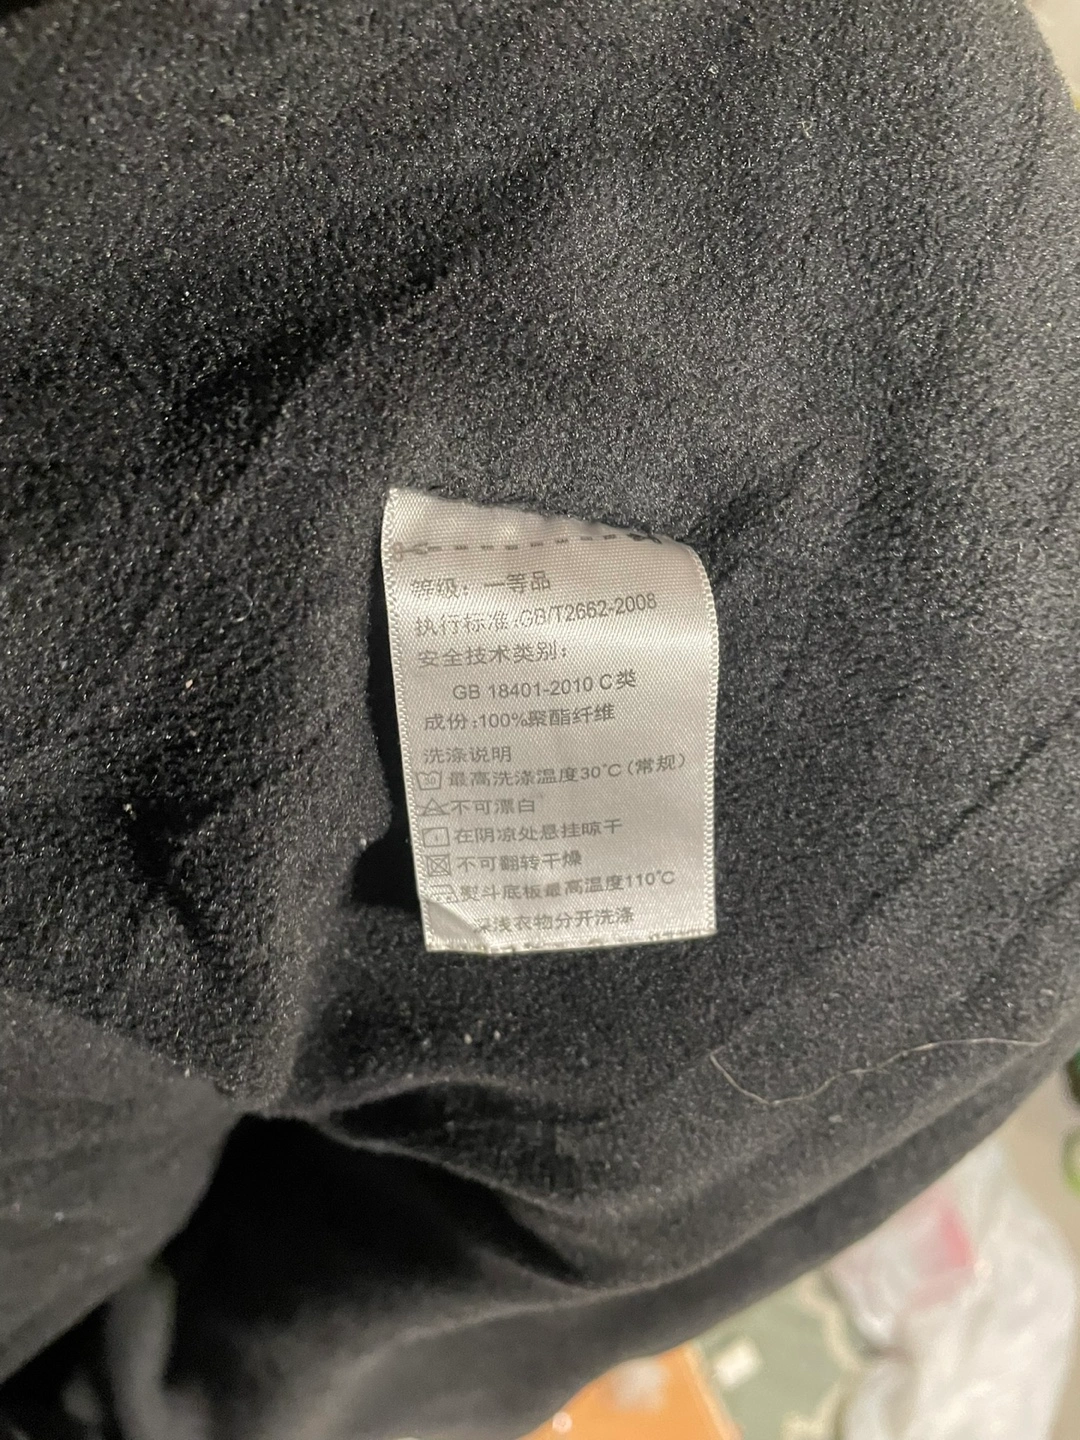 等级：一等品
执行标准:GB/T2662-2008
安全技术类别：
GB 18401-2010 C类
成份:100%聚酯纤维
洗涤说明
30 最高洗涤温度30℃(常规)
不可漂白
在阴凉处悬挂晾干
不可翻转干燥
熨斗底板最高温度110℃
深浅衣物分开洗涤